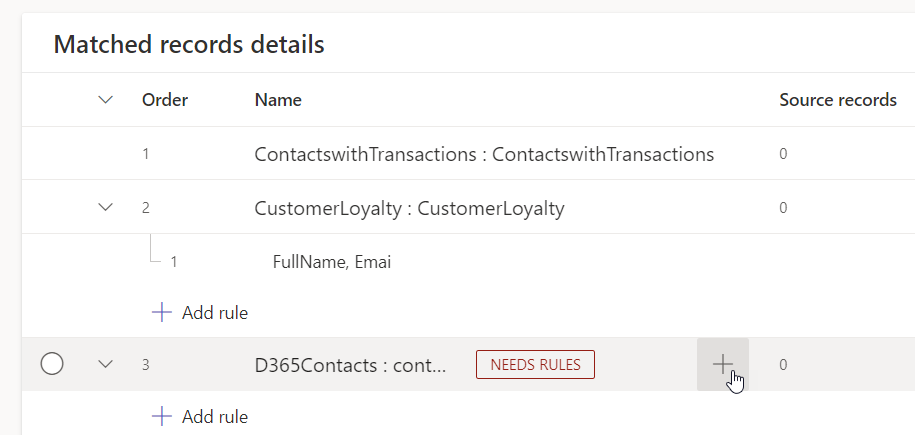 Matched records details
Order Name Source records
1 ContactswithTransactions : ContactswithTransactions 0
2 CustomerLoyalty : CustomerLoyalty 0
1 FullName, Emai
Add rule
3 D365Contacts : cont... NEEDS RULES 0
Add rule